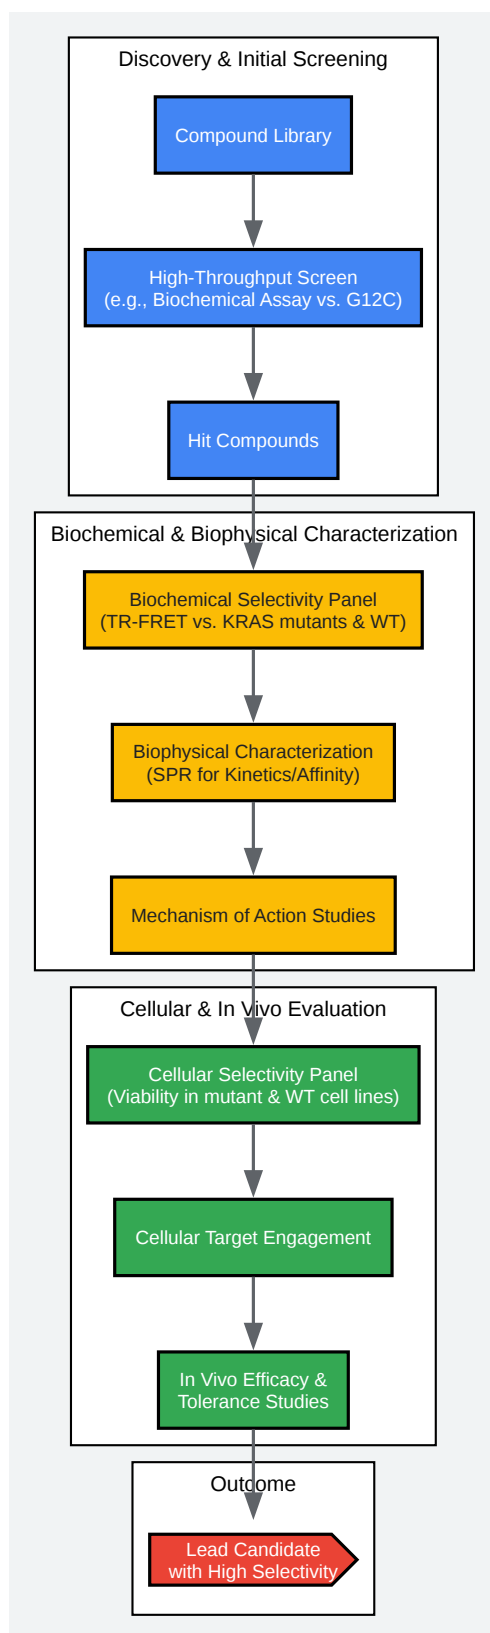 Discovery & Initial Screening
Compound Library
High-Throughput Screen
(e.g., Biochemical Assay vs. G12C)
Hit Compounds
Biochemical & Biophysical Characterization
Biochemical Selectivity Panel
(TR-FRET vs. KRAS mutants & WT)
Biophysical Characterization
(SPR for Kinetics/Affinity)
Mechanism of Action Studies
Cellular & In Vivo Evaluation
Cellular Selectivity Panel
(Viability in mutant & WT cell lines)
Cellular Target Engagement
In Vivo Efficacy &
Tolerance Studies
Outcome
Lead Candidate
with High Selectivity